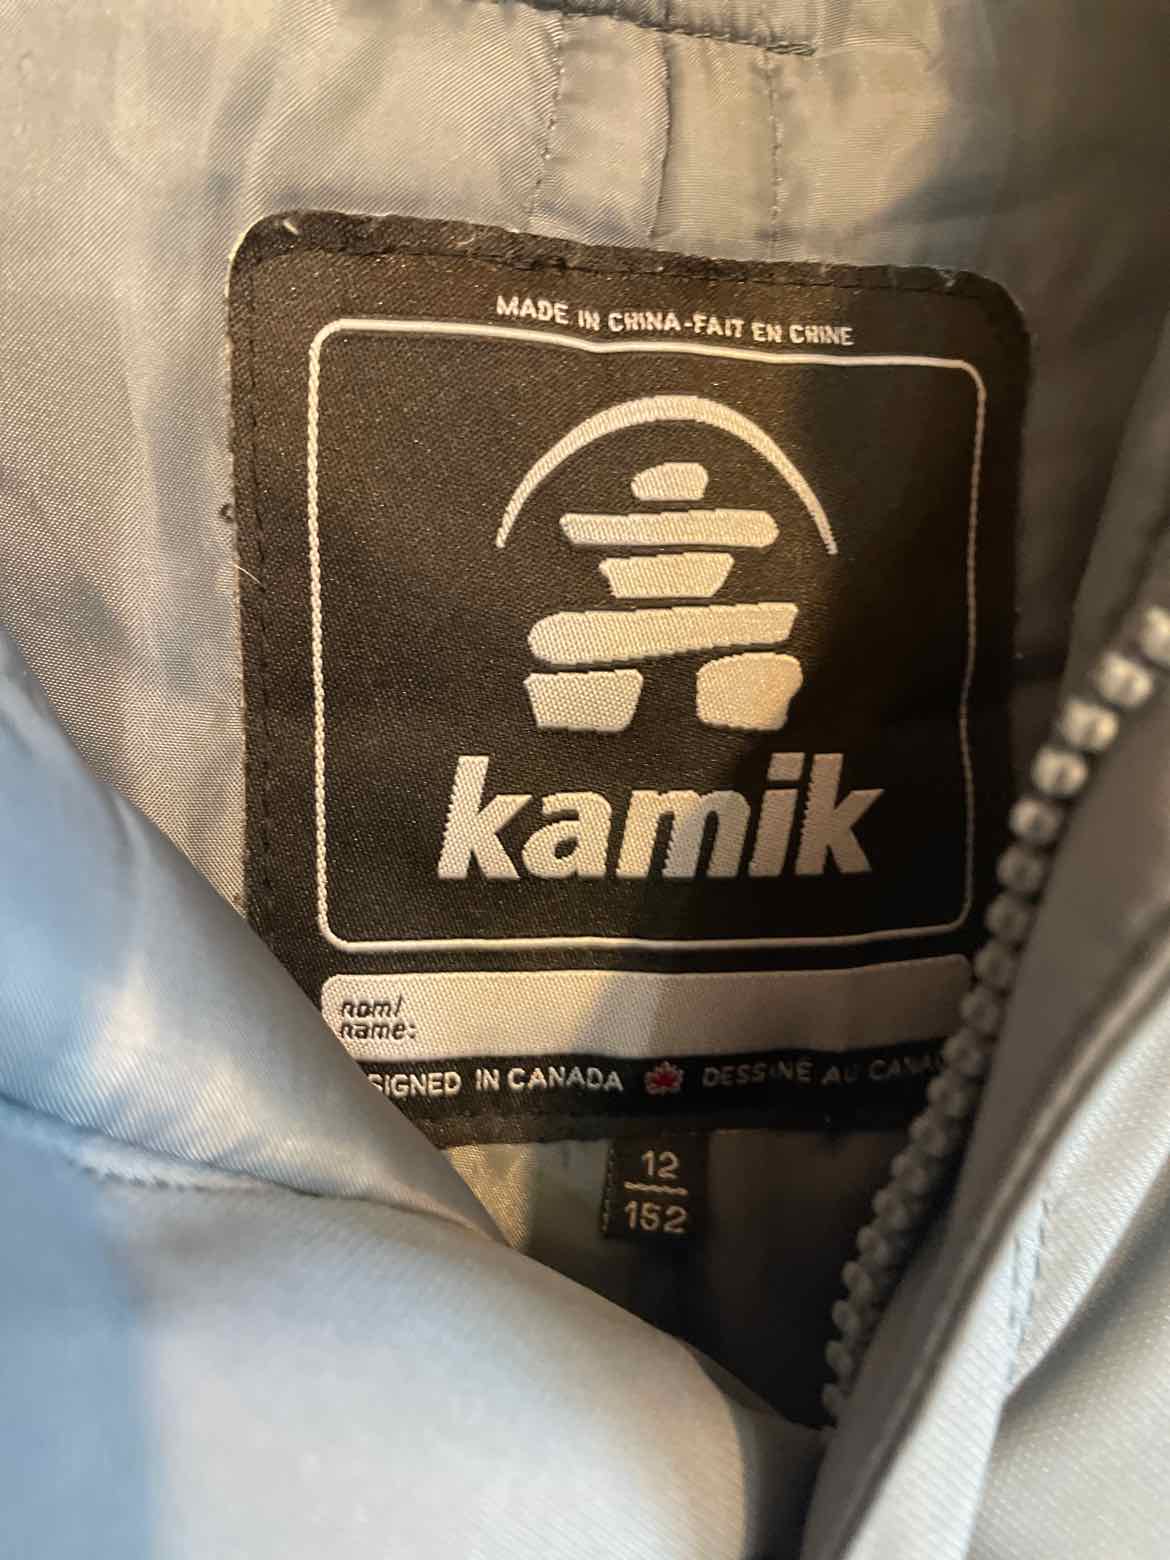 MADE IN CHINA-FAIT EN CHINE
kamik
nom/
name:
SIGNED IN CANADA DESSINÉ AU CANA
12
152